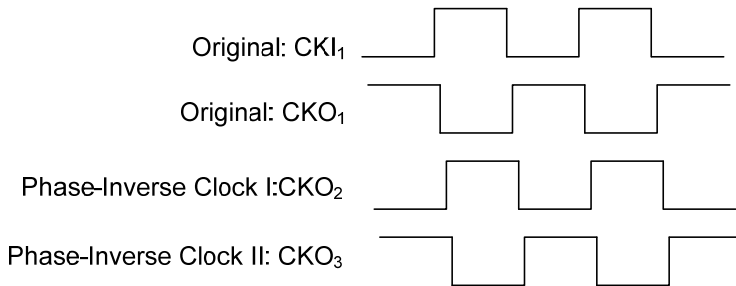 Original: CKI₁
Original: CKO₁
Phase-Inverse Clock I:CKO₂
Phase-Inverse Clock II: CKO₃